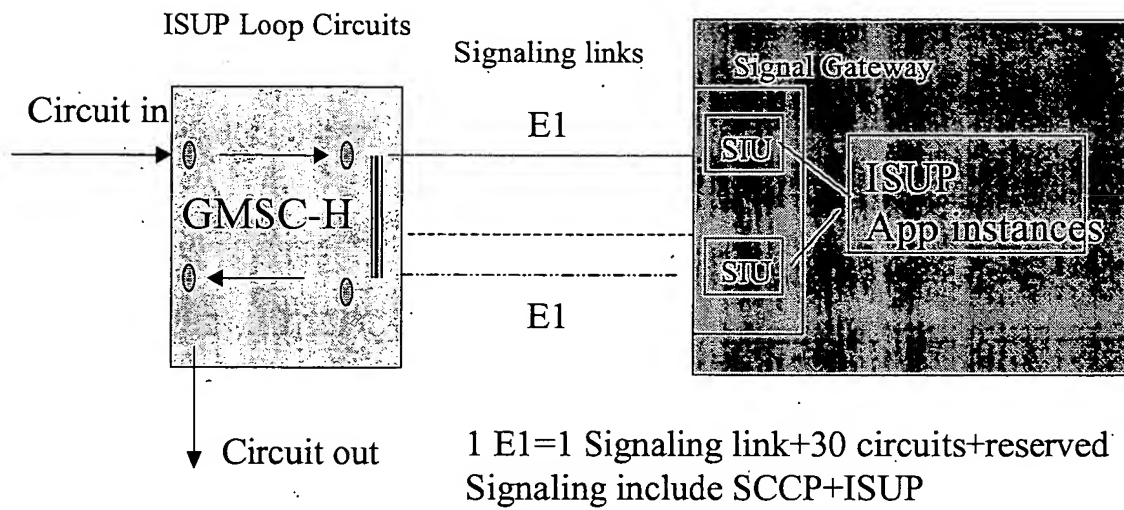 ISUP Loop Circuits
Signaling links
Signal Gateway
Circuit in
E1
SIU
ISUP
App instances
GMSC-H
SIU
E1
Circuit out
1 E1=1 Signaling link+30 circuits+reserved
Signaling include SCCP+ISUP